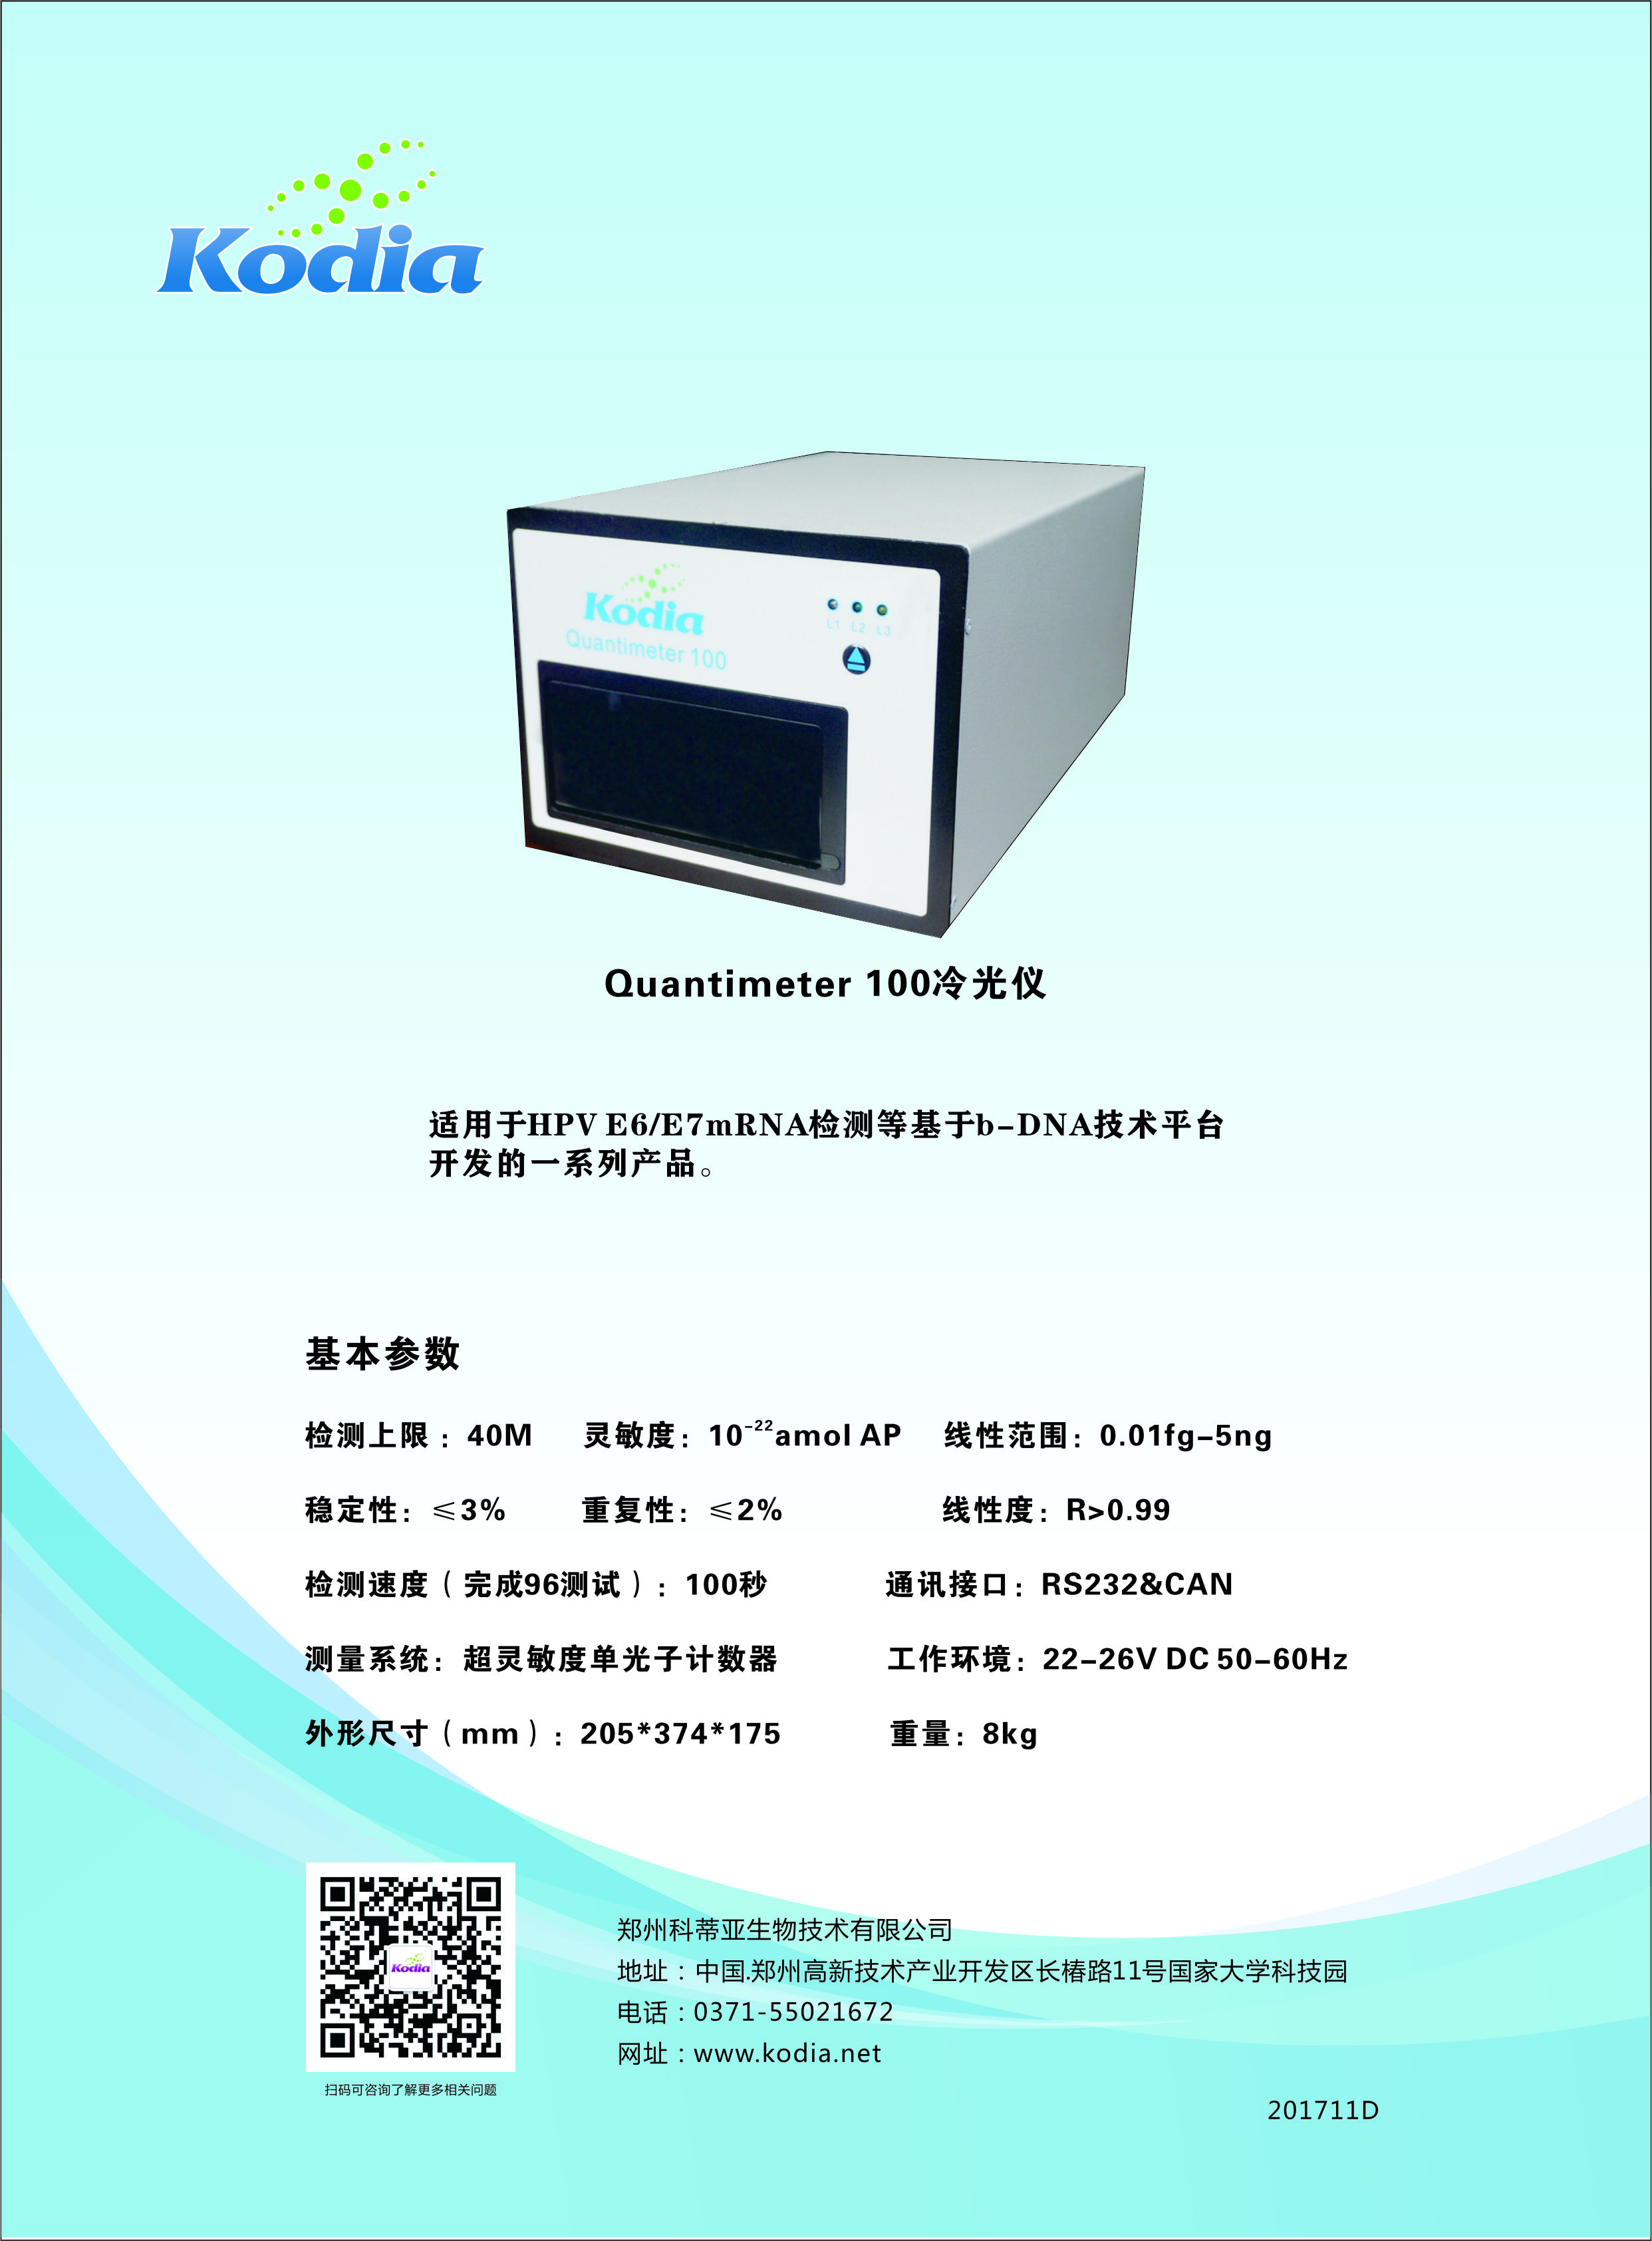 Kodia
Kodia
Quantimeter 100
L1 L2 L3
Quantimeter 100冷光仪
适用于HPV E6/E7mRNA检测等基于b-DNA技术平台
开发的一系列产品。
基本参数
检测上限：40M 灵敏度：10⁻²²amol AP 线性范围：0.01fg-5ng
稳定性：≤3% 重复性：≤2% 线性度：R>0.99
检测速度（完成96测试）：100秒 通讯接口：RS232&CAN
测量系统：超灵敏度单光子计数器 工作环境：22-26V DC 50-60Hz
外形尺寸（mm）：205*374*175 重量：8kg
Kodia
郑州科蒂亚生物技术有限公司
地址：中国.郑州高新技术产业开发区长椿路11号国家大学科技园
电话：0371-55021672
网址：www.kodia.net
扫码可咨询了解更多相关问题
201711D